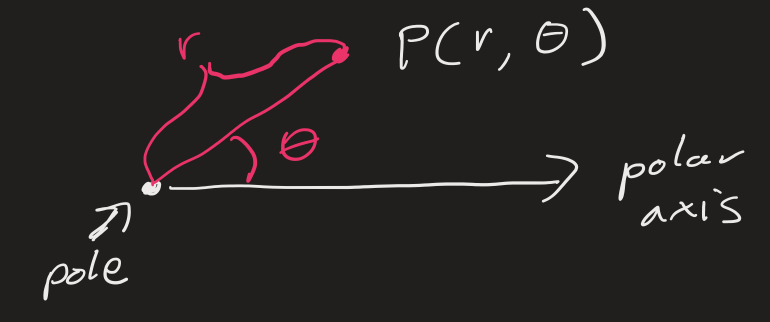 r
P(r, θ)
θ
polar
axis
pole